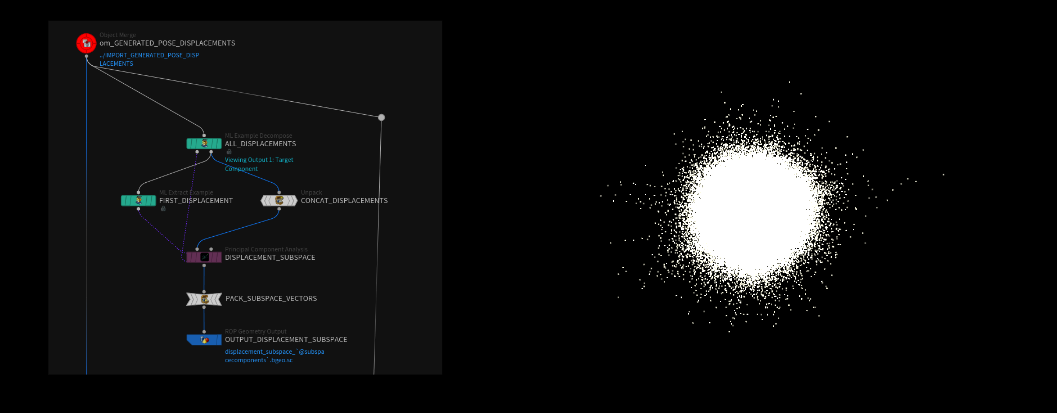 Object Merge
om_GENERATED_POSE_DISPLACEMENTS
../IMPORT_GENERATED_POSE_DISP
LACEMENTS
ML Example Decompose
ALL_DISPLACEMENTS
Viewing Output 1: Target
Component
ML Extract Example
FIRST_DISPLACEMENT
Unpack
CONCAT_DISPLACEMENTS
Principal Component Analysis
DISPLACEMENT_SUBSPACE
PACK_SUBSPACE_VECTORS
ROP Geometry Output
OUTPUT_DISPLACEMENT_SUBSPACE
displacement_subspace_`@subspa
cecomponents`.bgeo.sc